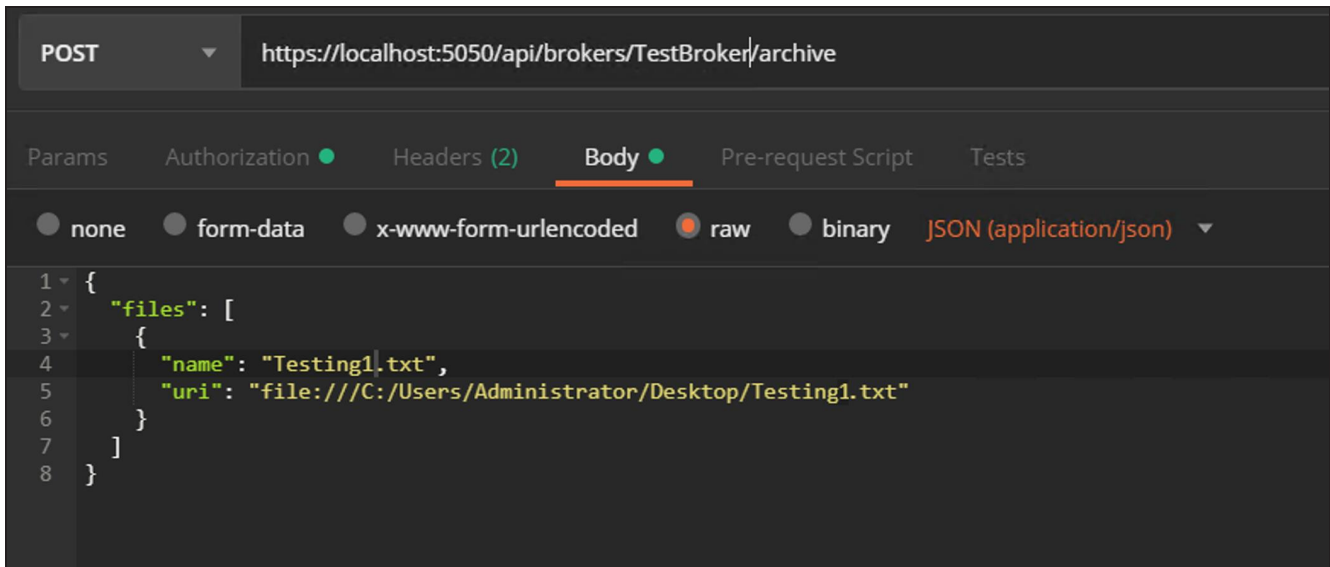 POST https://localhost:5050/api/brokers/TestBroker/archive
Params Authorization Headers (2) Body Pre-request Script Tests
none form-data x-www-form-urlencoded raw binary JSON (application/json)
1 {
2 "files": [
3 {
4 "name": "Testing1.txt",
5 "uri": "file:///C:/Users/Administrator/Desktop/Testing1.txt"
6 }
7 ]
8 }